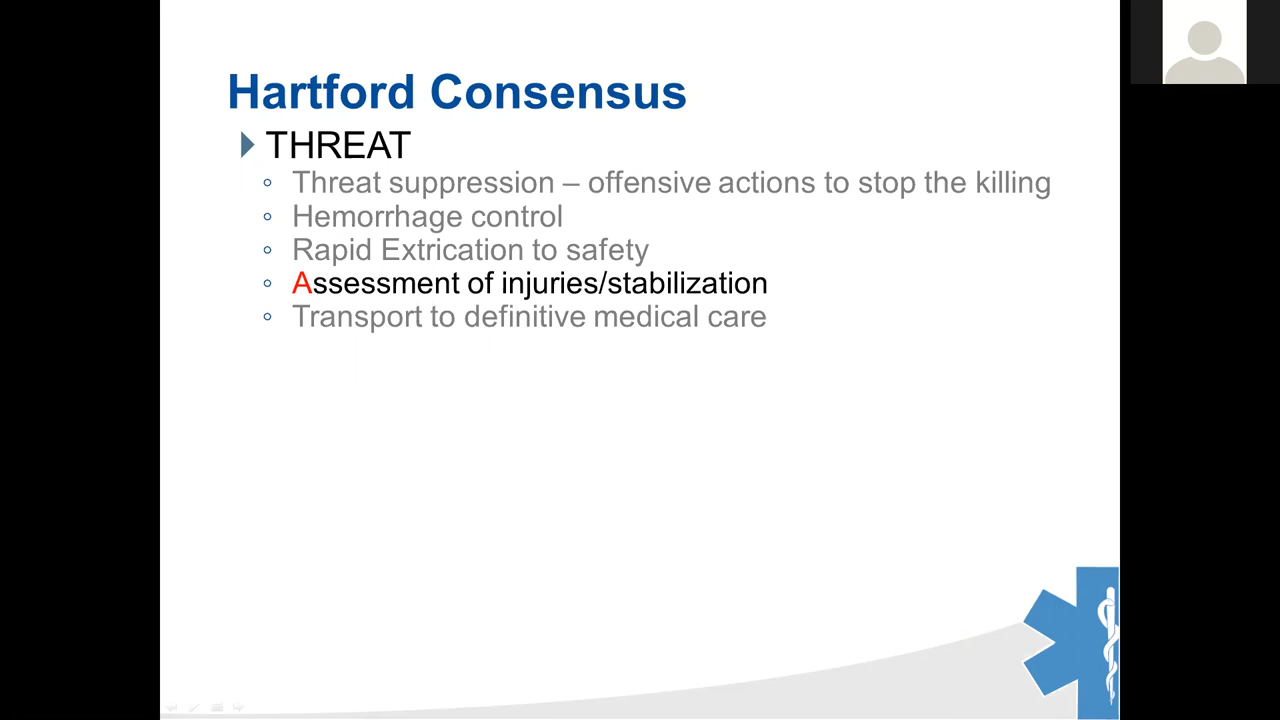 Hartford Consensus
THREAT
Threat suppression – offensive actions to stop the killing
Hemorrhage control
Rapid Extrication to safety
Assessment of injuries/stabilization
Transport to definitive medical care